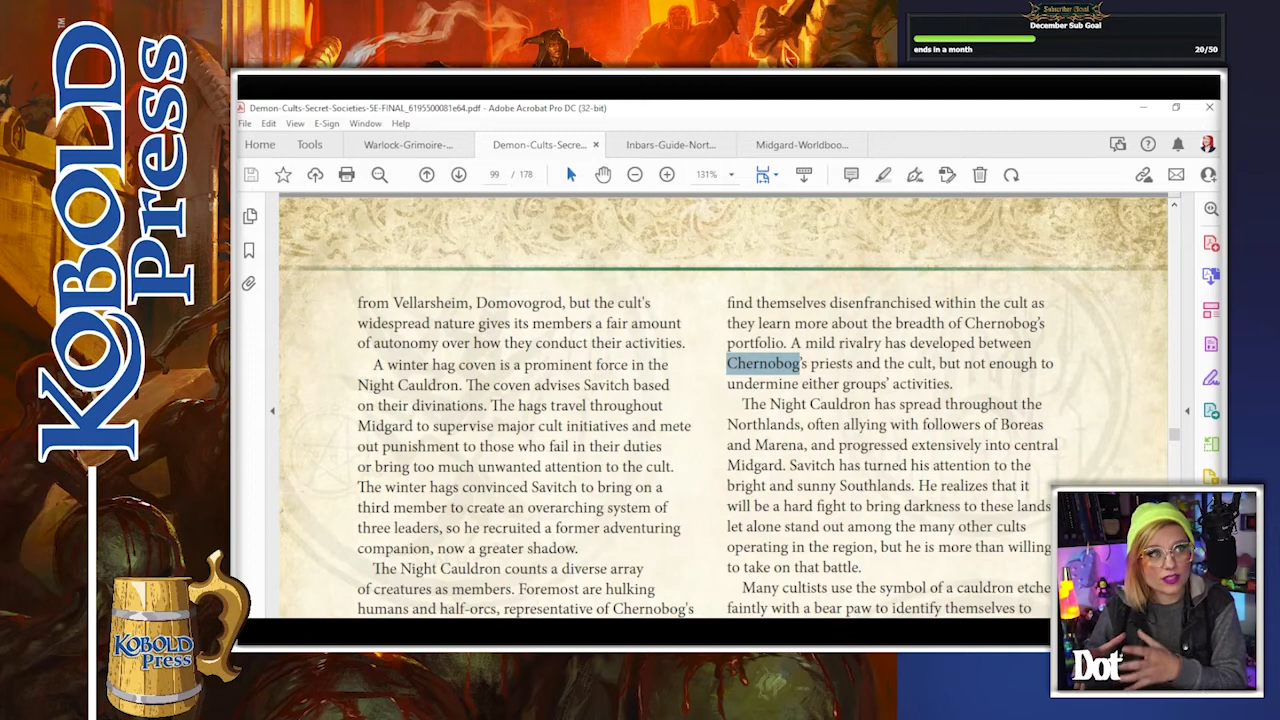 KOBOLD
Press
™
Subscriber Goal
December Sub Goal
ends in a month
20/50
Demon-Cults-Secret-Societies-5E-FINAL_6195500081e64.pdf - Adobe Acrobat Pro DC (32-bit)
File Edit View E-Sign Window Help
Home Tools Warlock-Grimoire-... Demon-Cults-Secre... × Inbars-Guide-Nort... Midgard-Worldboo...
99 / 178 131%
from Vellarsheim, Domovogrod, but the cult's
widespread nature gives its members a fair amount
of autonomy over how they conduct their activities.
A winter hag coven is a prominent force in the
Night Cauldron. The coven advises Savitch based
on their divinations. The hags travel throughout
Midgard to supervise major cult initiatives and mete
out punishment to those who fail in their duties
or bring too much unwanted attention to the cult.
The winter hags convinced Savitch to bring on a
third member to create an overarching system of
three leaders, so he recruited a former adventuring
companion, now a greater shadow.
The Night Cauldron counts a diverse array
of creatures as members. Foremost are hulking
humans and half-orcs, representative of Chernobog's
find themselves disenfranchised within the cult as
they learn more about the breadth of Chernobog's
portfolio. A mild rivalry has developed between
Chernobog's priests and the cult, but not enough to
undermine either groups' activities.
The Night Cauldron has spread throughout the
Northlands, often allying with followers of Boreas
and Marena, and progressed extensively into central
Midgard. Savitch has turned his attention to the
bright and sunny Southlands. He realizes that it
will be a hard fight to bring darkness to these lands
let alone stand out among the many other cults
operating in the region, but he is more than willing
to take on that battle.
Many cultists use the symbol of a cauldron etche
faintly with a bear paw to identify themselves to
KOBOLD
Press
Dot